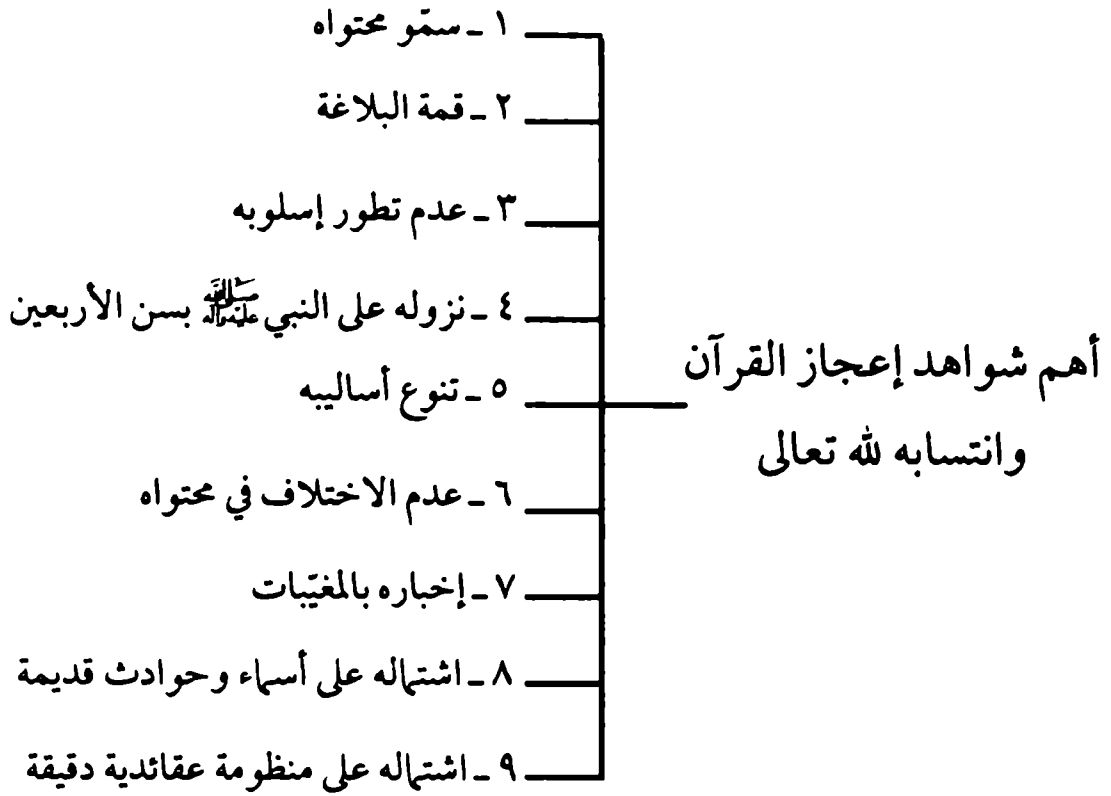 أهم شواهد إعجاز القرآن
وانتسابه لله تعالى
١ ـ سمّو محتواه
٢ ـ قمة البلاغة
٣ ـ عدم تطور إسلوبه
٤ ـ نزوله على النبي صلى الله عليه وآله بسن الأربعين
٥ ـ تنوع أساليبه
٦ ـ عدم الاختلاف في محتواه
٧ ـ إخباره بالمغيّبات
٨ ـ اشتماله على أسماء وحوادث قديمة
٩ ـ اشتماله على منظومة عقائدية دقيقة